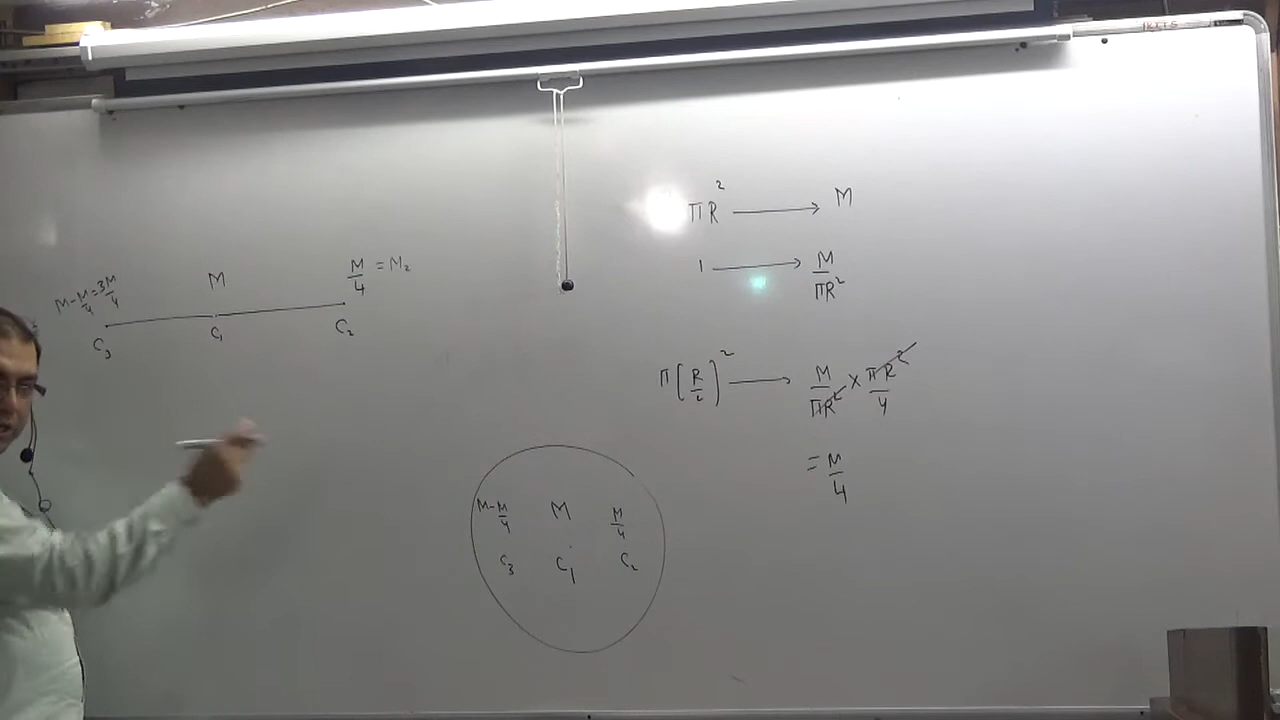 M - M/4 = 3M/4
M
M/4 = M₂
C₃
C₁
C₂
πR² ⟶ M
1 ⟶ M/πR²
π[R/2]² ⟶ M/πR² × πR²/4
= M/4
M - M/4
M
M/4
C₃
C₁
C₂